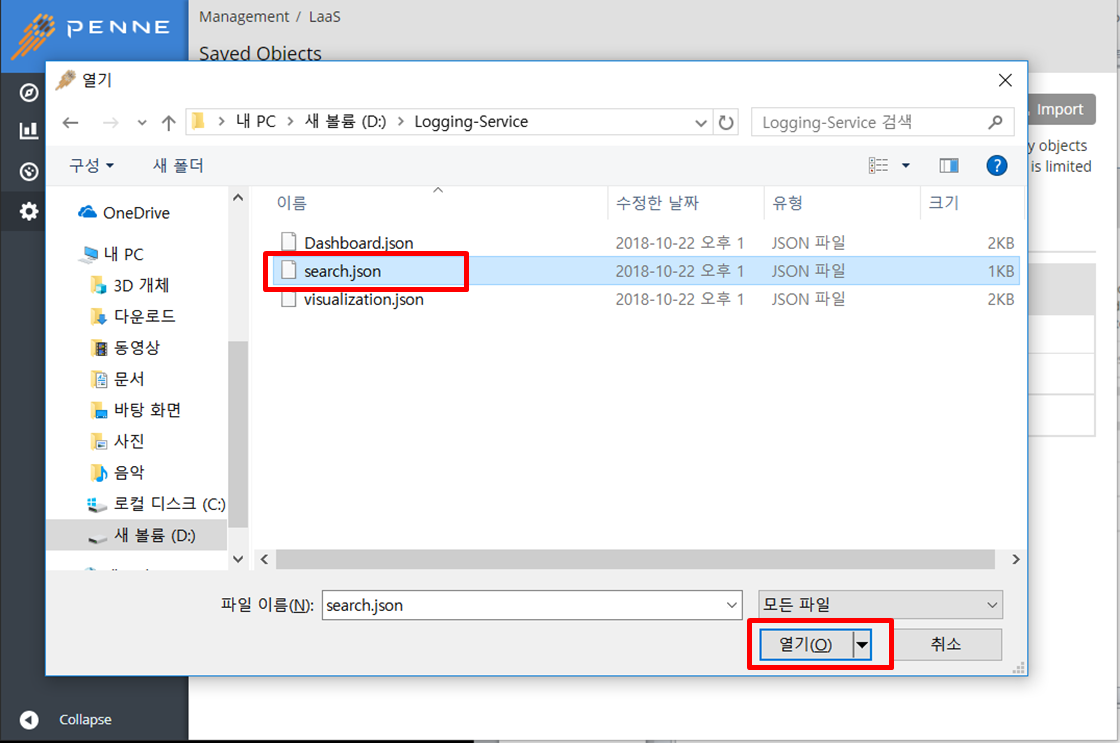 PENNE
Management / LaaS
Saved Objects
Import
y objects
is limited
열기
내 PC > 새 볼륨 (D:) > Logging-Service
Logging-Service 검색
구성
새 폴더
이름
수정한 날짜
유형
크기
OneDrive
내 PC
3D 개체
다운로드
동영상
문서
바탕 화면
사진
음악
로컬 디스크 (C:)
새 볼륨 (D:)
Dashboard.json 2018-10-22 오후 1 JSON 파일 2KB
search.json 2018-10-22 오후 1 JSON 파일 1KB
visualization.json 2018-10-22 오후 1 JSON 파일 2KB
파일 이름(N): search.json
모든 파일
열기(O)
취소
Collapse